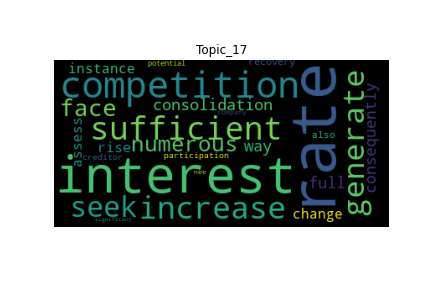 Topic_17
potential
recovery
instance
competition
rate
face
consolidation
generate
consequently
sufficient
also
assess
rise
numerous
way
creditor
participation
company
interest
full
nee
seek
increase
change
significant